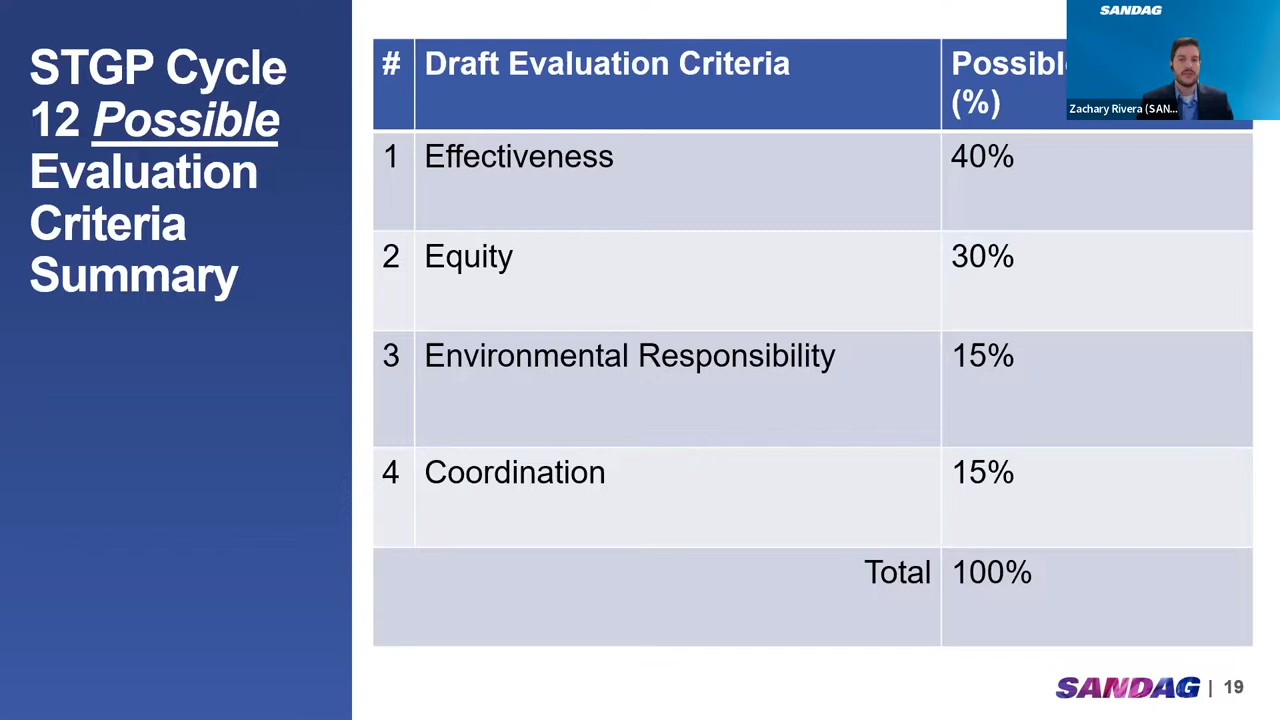 STGP Cycle
12 Possible
Evaluation
Criteria
Summary
# Draft Evaluation Criteria
(%)
1 Effectiveness 40%
2 Equity 30%
3 Environmental Responsibility 15%
4 Coordination 15%
Total 100%
SANDAG
Zachary Rivera (SAN...
SANDAG | 19